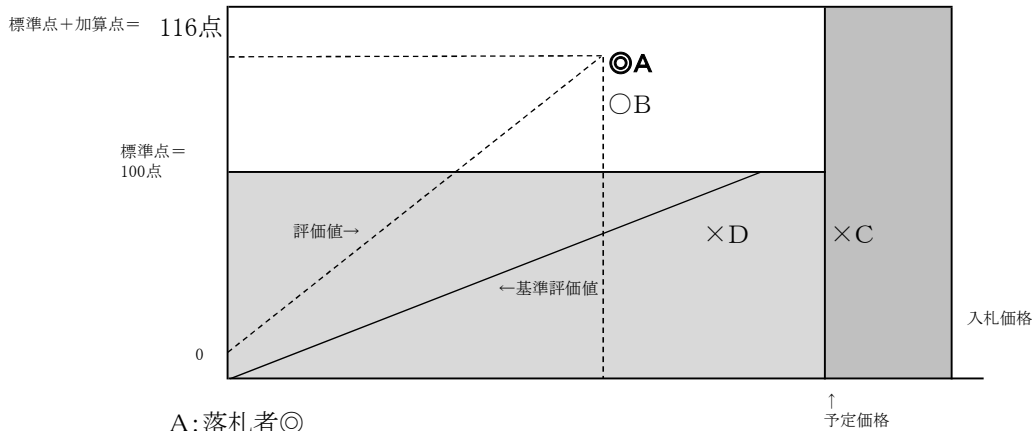 標準点+加算点= 116点
◎A
○B
標準点=
100点
評価値→
×D
×C
←基準評価値
入札価格
0
↑
予定価格
A:落札者◎